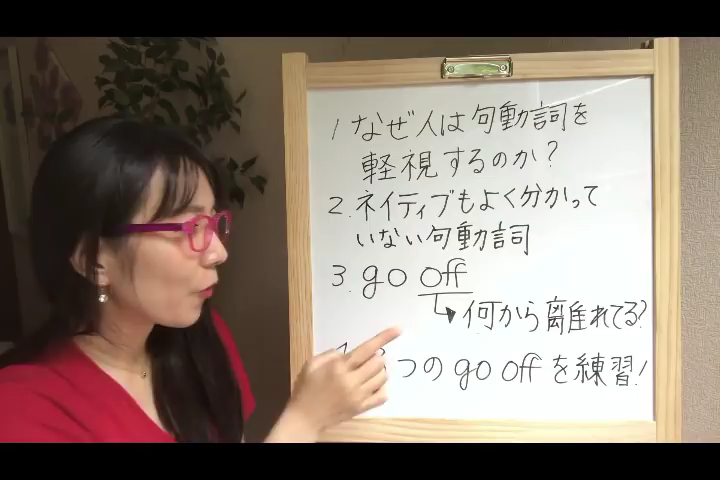 1 なぜ人は句動詞を
軽視するのか?
2. ネイティブもよく分かって
いない句動詞
3. go off
何から離れてる?
つの go off を練習!